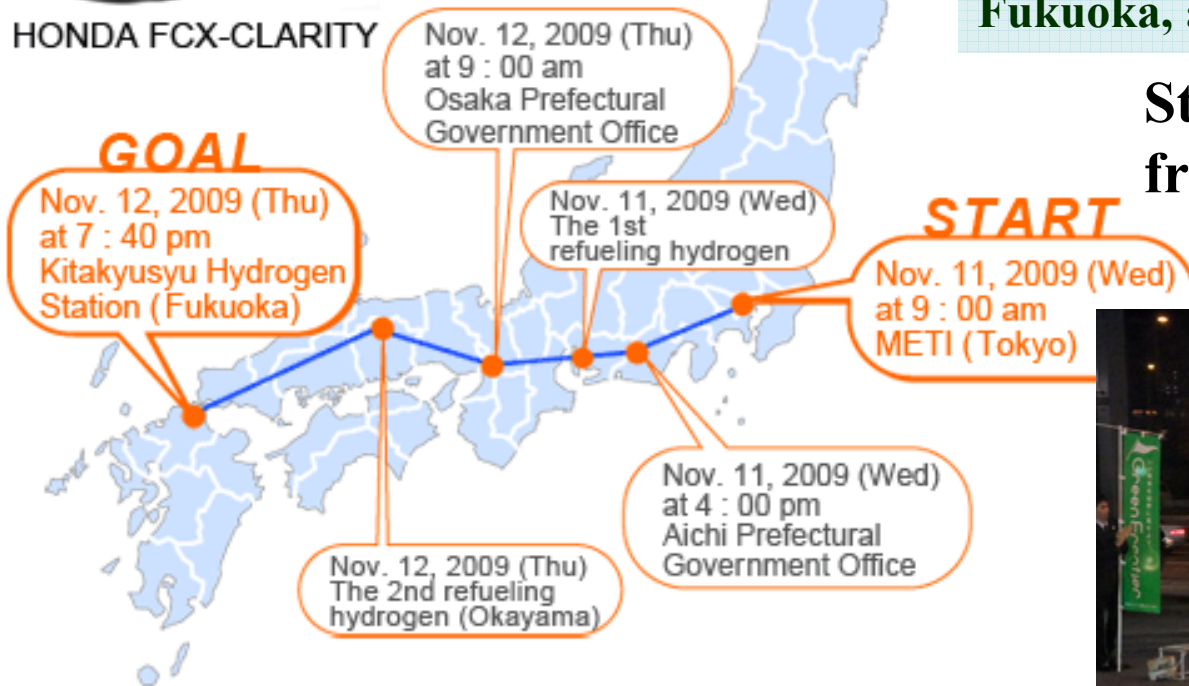 HONDA FCX-CLARITY
Fukuoka,
Nov. 12, 2009 (Thu)
at 9 : 00 am
Osaka Prefectural
Government Office
GOAL
Nov. 12, 2009 (Thu)
at 7 : 40 pm
Kitakyusyu Hydrogen
Station (Fukuoka)
Nov. 11, 2009 (Wed)
The 1st
refueling hydrogen
START
Nov. 11, 2009 (Wed)
at 9 : 00 am
METI (Tokyo)
Nov. 11, 2009 (Wed)
at 4 : 00 pm
Aichi Prefectural
Government Office
Nov. 12, 2009 (Thu)
The 2nd refueling
hydrogen (Okayama)